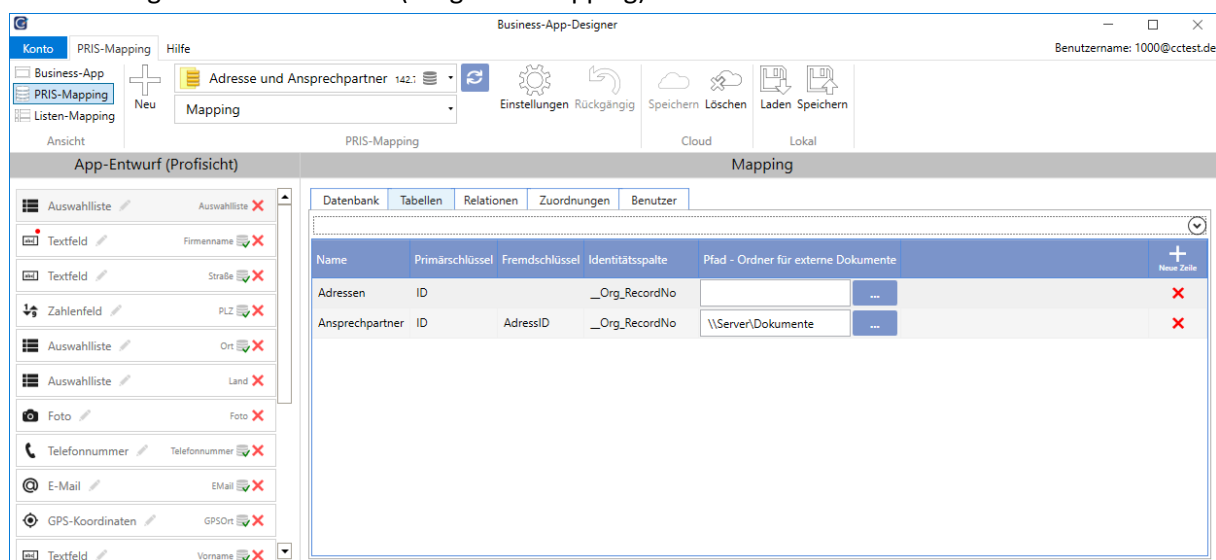 Business-App-Designer
Konto PRIS-Mapping Hilfe Benutzername: 1000@cctest.de
Business-App
PRIS-Mapping
Listen-Mapping
Neu
Adresse und Ansprechpartner
Mapping
Einstellungen Rückgängig Speichern Löschen Laden Speichern
Ansicht PRIS-Mapping Cloud Lokal
App-Entwurf (Profisicht) Mapping
Auswahlliste Auswahlliste
Textfeld Firmenname
Textfeld Straße
Zahlenfeld PLZ
Auswahlliste Ort
Auswahlliste Land
Foto Foto
Telefonnummer Telefonnummer
E-Mail EMail
GPS-Koordinaten GPSOrt
Textfeld Vorname
Datenbank Tabellen Relationen Zuordnungen Benutzer
Name Primärschlüssel Fremdschlüssel Identitätsspalte Pfad - Ordner für externe Dokumente Neue Zeile
Adressen ID __Org_RecordNo ...
Ansprechpartner ID AdressID __Org_RecordNo \\Server\Dokumente ...